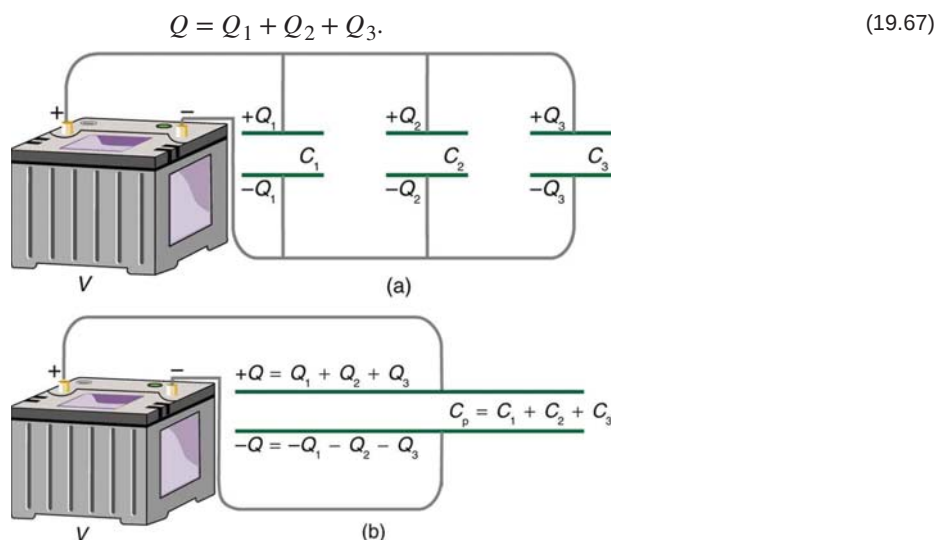 Q = Q₁ + Q₂ + Q₃. (19.67)
+ − +Q₁ +Q₂ +Q₃
C₁ C₂ C₃
−Q₁ −Q₂ −Q₃
V (a)
+ − +Q = Q₁ + Q₂ + Q₃
Cₚ = C₁ + C₂ + C₃
−Q = −Q₁ − Q₂ − Q₃
V (b)